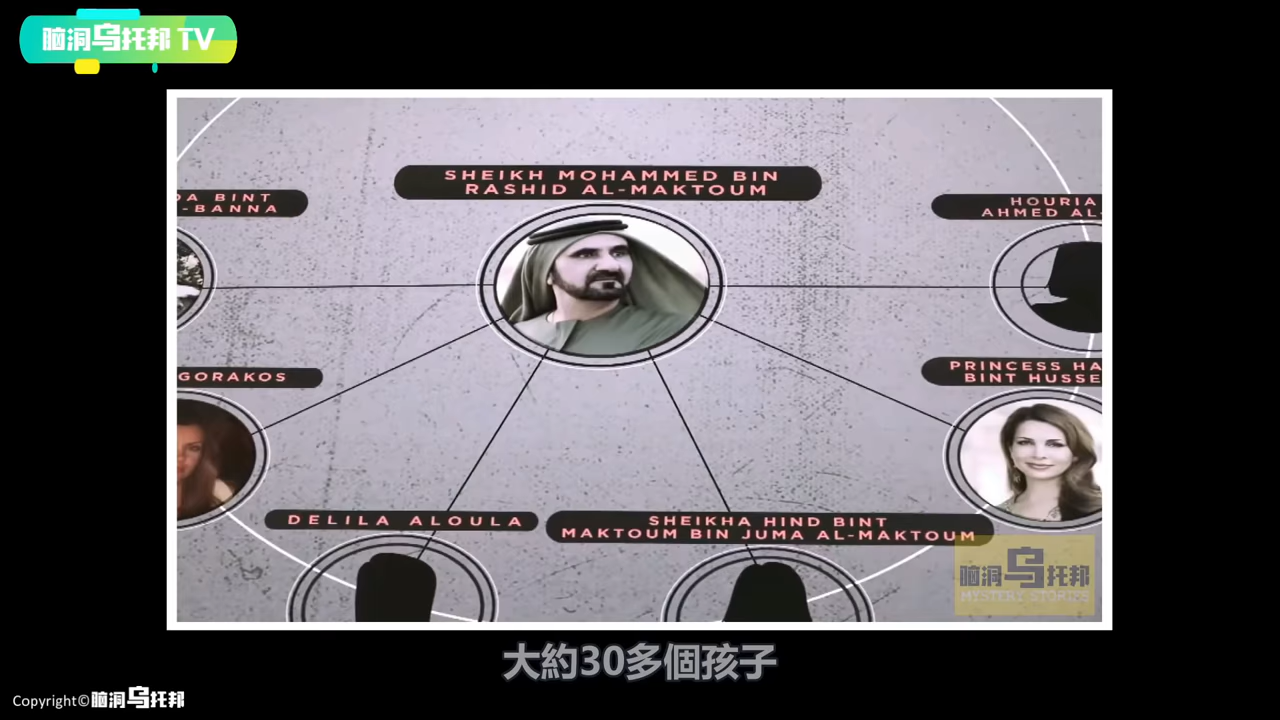 脑洞乌托邦 TV
SHEIKH MOHAMMED BIN
RASHID AL-MAKTOUM
DA BINT
-BANNA
HOURIA
AHMED AL-
GORAKOS
PRINCESS HA
BINT HUSSE
DELILA ALOULA
SHEIKHA HIND BINT
MAKTOUM BIN JUMA AL-MAKTOUM
脑洞乌托邦
MYSTERY STORIES
大約30多個孩子
Copyright©脑洞乌托邦